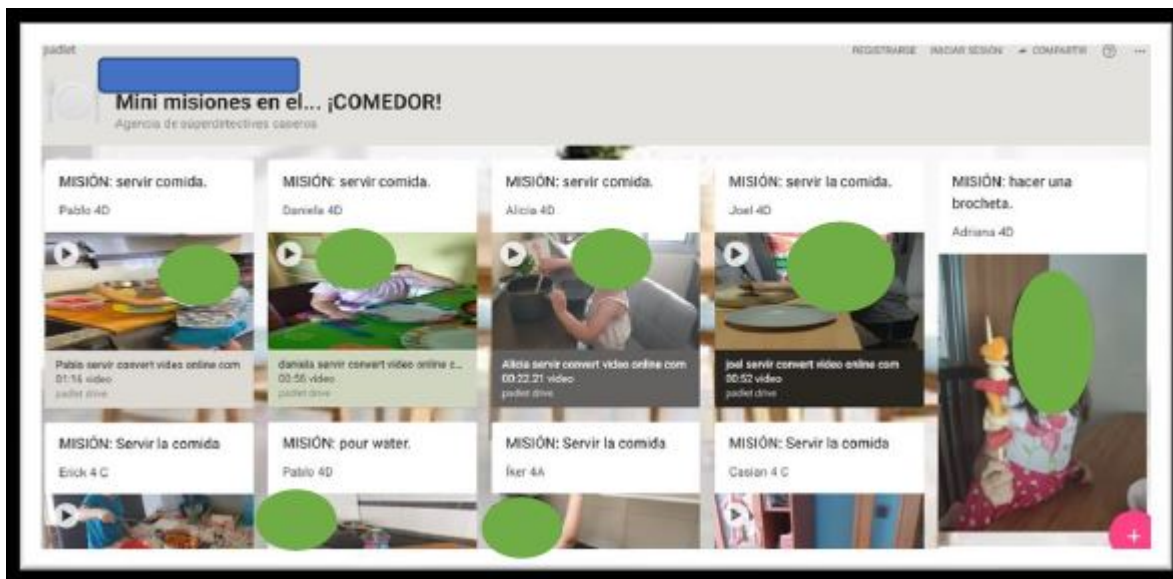 padlet
REGISTRARSE INICIAR SESIÓN COMPARTIR
Mini misiones en el... ¡COMEDOR!
Agencia de superdetectives caseros
MISIÓN: servir comida.
Pablo 4D
Pablo servir convert video online com
01:16 video
padlet drive
MISIÓN: servir comida.
Daniela 4D
daniela servir convert video online c...
00:56 video
padlet drive
MISIÓN: servir comida.
Alicia 4D
Alicia servir convert video online com
00:22.21 video
padlet drive
MISIÓN: servir la comida.
Joel 4D
joel servir convert video online com
00:52 video
padlet drive
MISIÓN: hacer una
brocheta.
Adriana 4D
MISIÓN: Servir la comida
Erick 4 C
MISIÓN: pour water.
Pablo 4D
MISIÓN: Servir la comida
Íker 4A
MISIÓN: Servir la comida
Casian 4 C